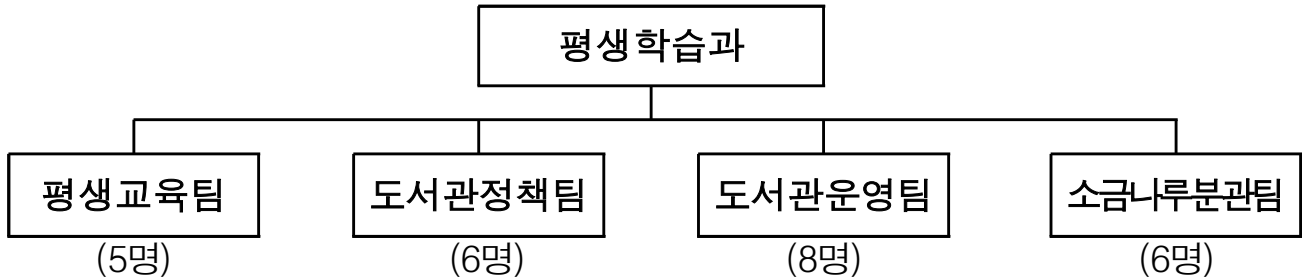 평생학습과
평생교육팀 도서관정책팀 도서관운영팀 소금나루분관팀
(5명) (6명) (8명) (6명)